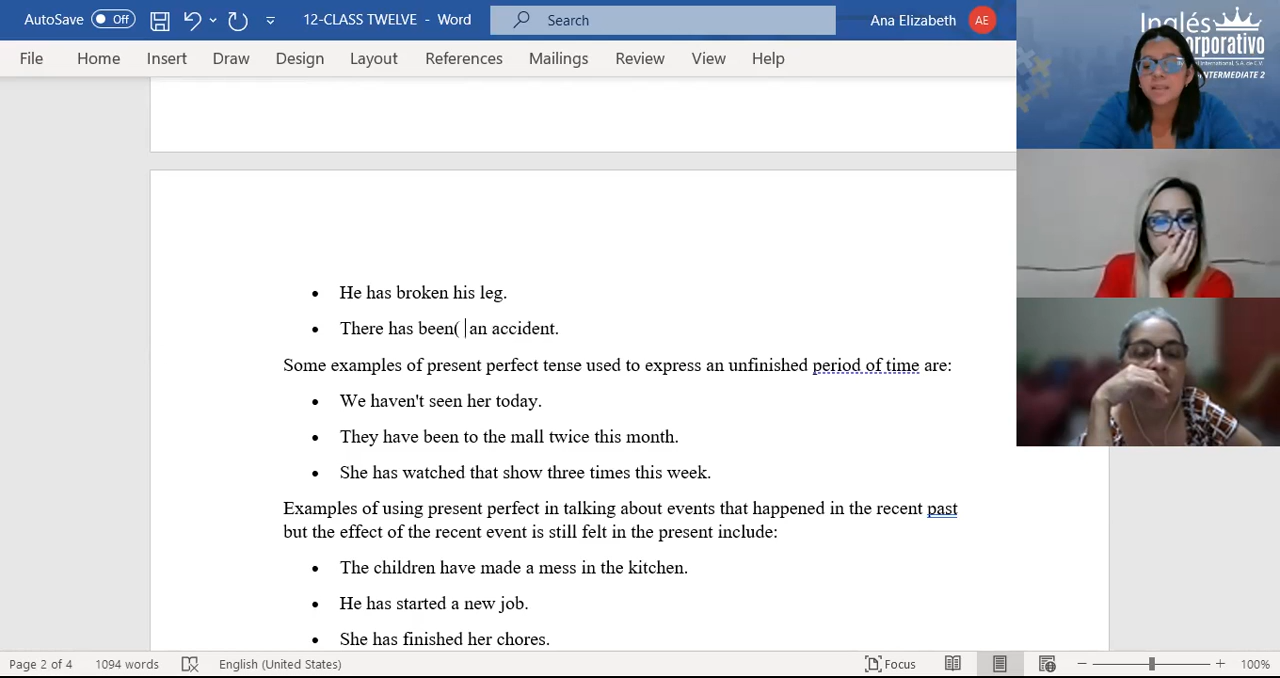 AutoSave Off 12-CLASS TWELVE - Word Search Ana Elizabeth AE
File Home Insert Draw Design Layout References Mailings Review View Help
Inglés
orporativo
INTERMEDIATE 2
• He has broken his leg.
• There has been( an accident.
Some examples of present perfect tense used to express an unfinished period of time are:
• We haven't seen her today.
• They have been to the mall twice this month.
• She has watched that show three times this week.
Examples of using present perfect in talking about events that happened in the recent past
but the effect of the recent event is still felt in the present include:
• The children have made a mess in the kitchen.
• He has started a new job.
• She has finished her chores.
Page 2 of 4 1094 words English (United States) Focus 100%